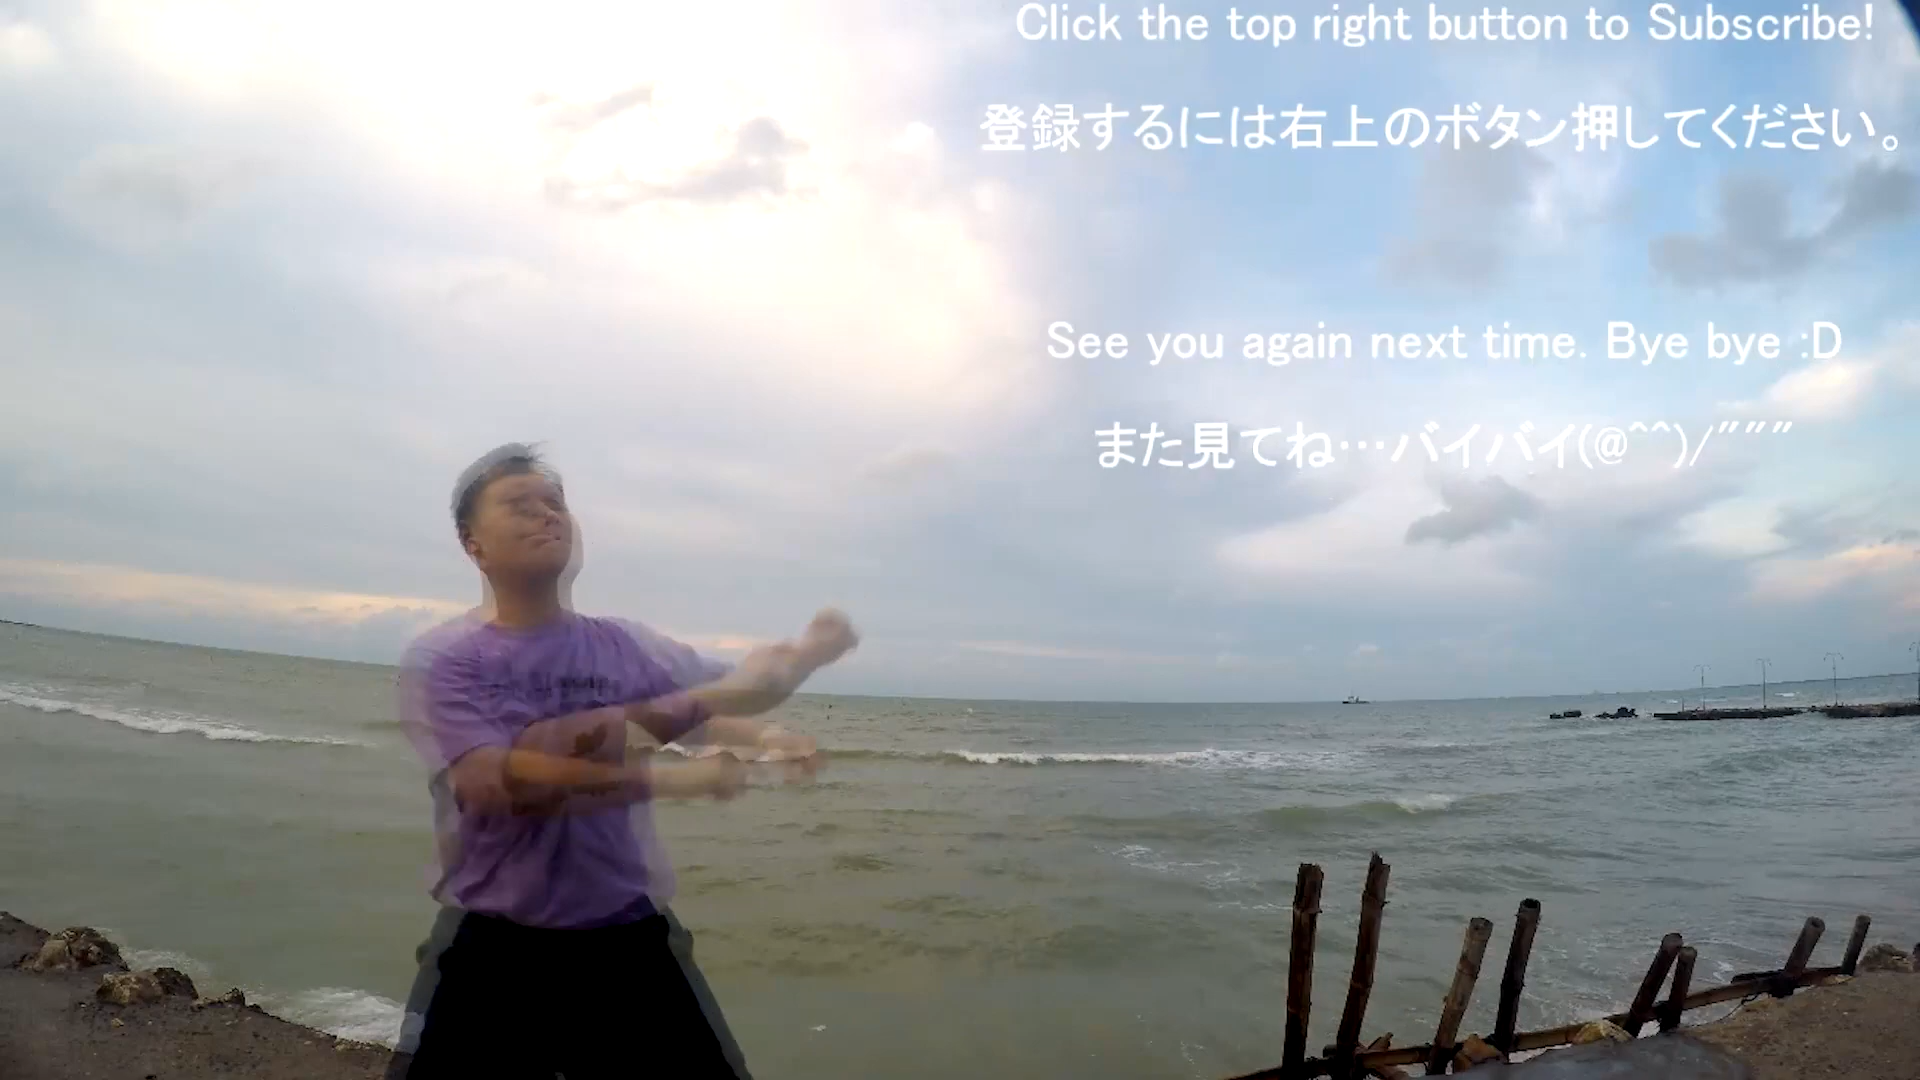 Click the top right button to Subscribe!
登録するには右上のボタン押してください。
See you again next time. Bye bye :D
また見てね…バイバイ(@^^)/"""